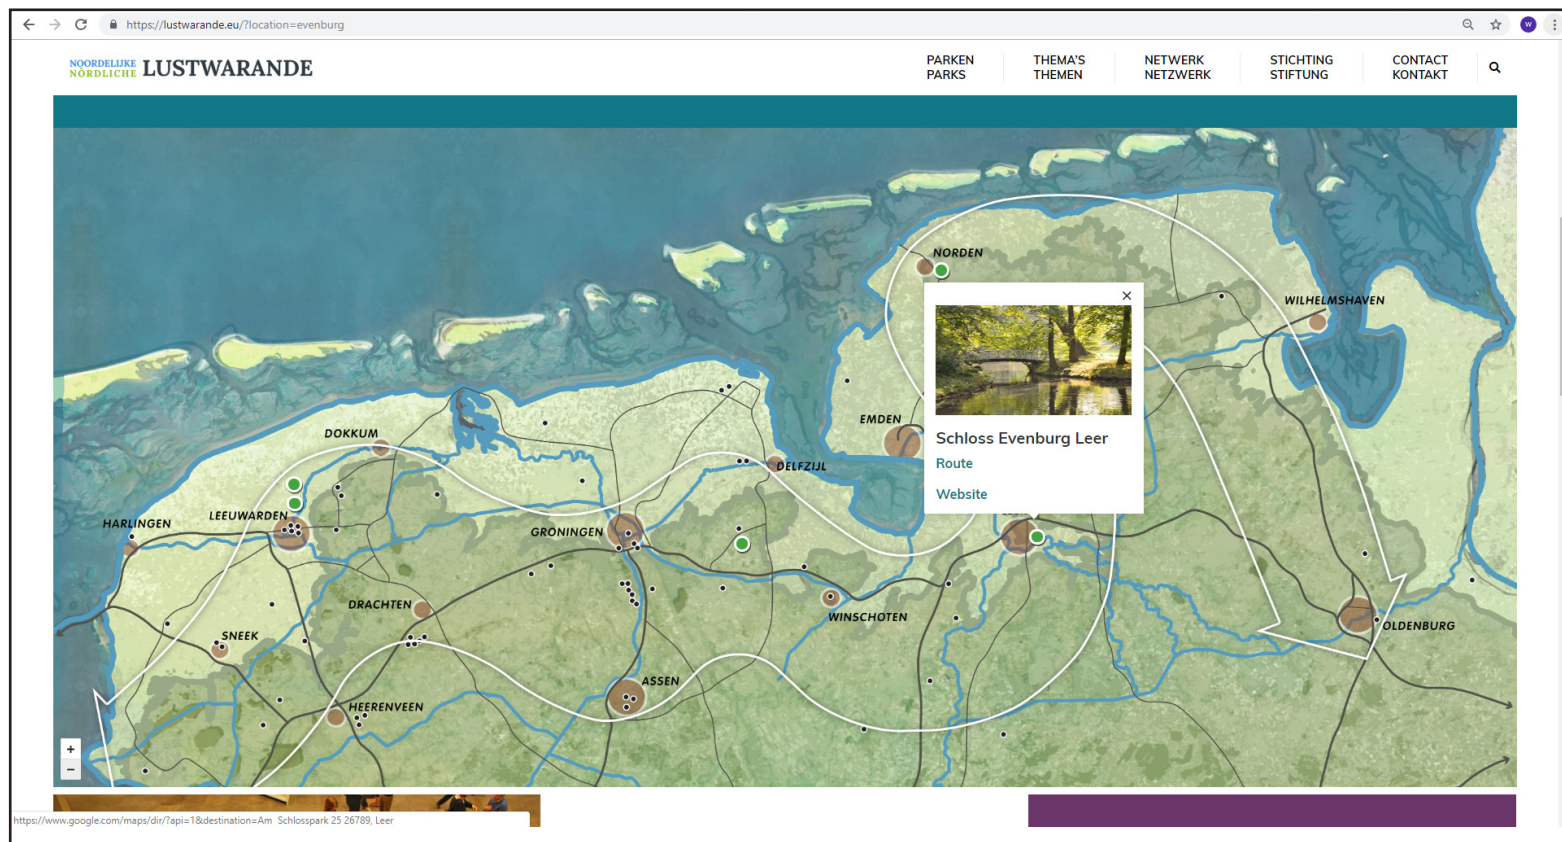 https://lustwarande.eu/?location=evenburg
W
NOORDELIJKE
NÖRDLICHE
LUSTWARANDE
PARKEN
PARKS
THEMA'S
THEMEN
NETWERK
NETZWERK
STICHTING
STIFTUNG
CONTACT
KONTAKT
NORDEN
WILHELMSHAVEN
EMDEN
Schloss Evenburg Leer
Route
Website
DOKKUM
DELFZIJL
LEEUWARDEN
HARLINGEN
GRONINGEN
DRACHTEN
WINSCHOTEN
OLDENBURG
SNEEK
ASSEN
HEERENVEEN
+
−
https://www.google.com/maps/dir/?api=1&destination=Am Schlosspark 25 26789, Leer